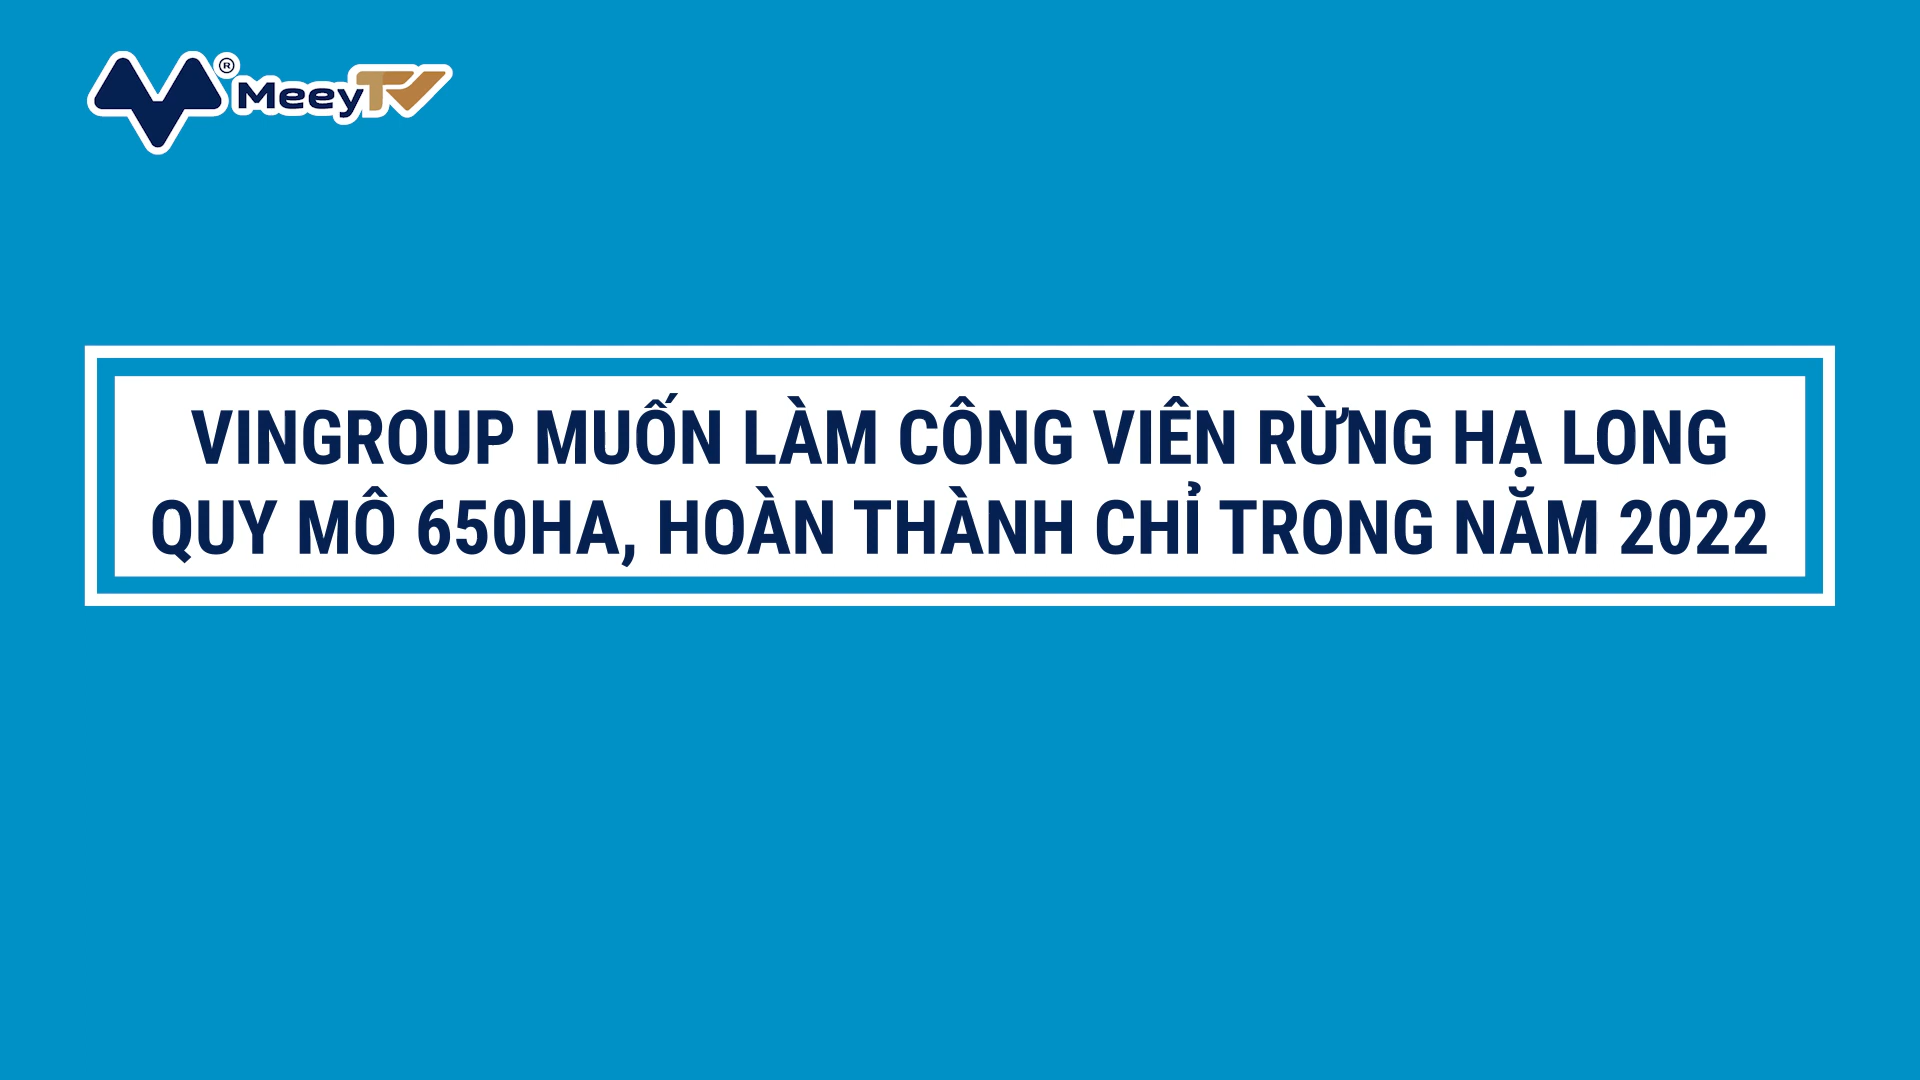 ® MeeyTV
VINGROUP MUỐN LÀM CÔNG VIÊN RỪNG HẠ LONG
QUY MÔ 650HA, HOÀN THÀNH CHỈ TRONG NĂM 2022